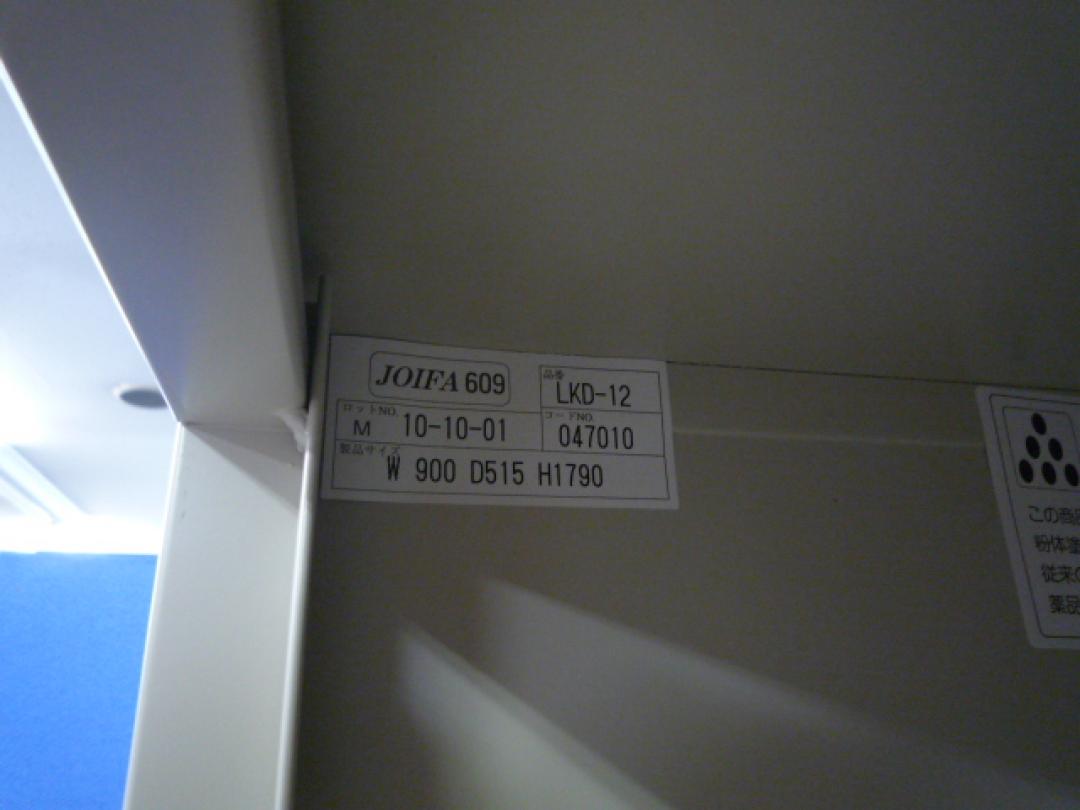 JOIFA 609
品番
LKD-12
ロットNO.
M 10-10-01
コードNO.
047010
製品サイズ
W 900 D515 H1790
この商品
粉体塗
従来の
薬品